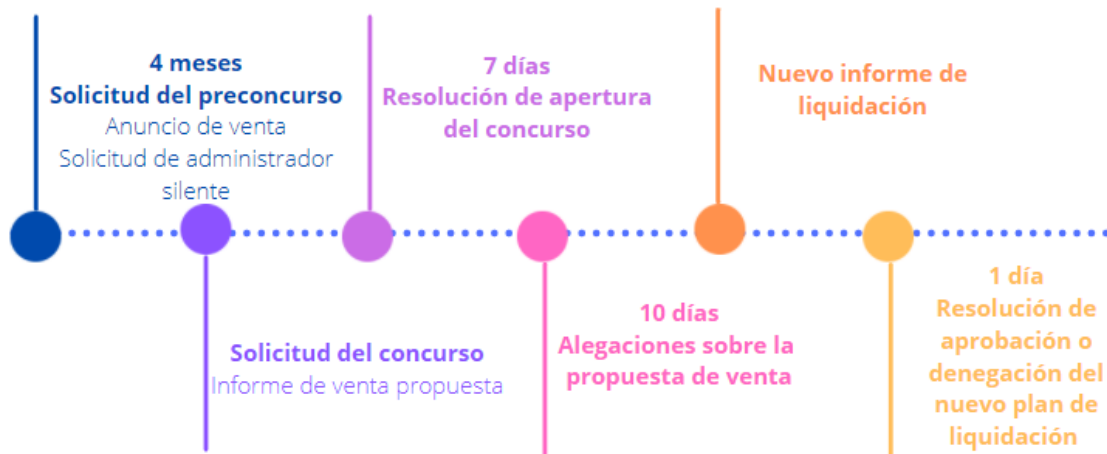 4 meses
Solicitud del preconcurso
Anuncio de venta
Solicitud de administrador
silente
Solicitud del concurso
Informe de venta propuesta
7 días
Resolución de apertura
del concurso
10 días
Alegaciones sobre la
propuesta de venta
Nuevo informe de
liquidación
1 día
Resolución de
aprobación o
denegación del
nuevo plan de
liquidación